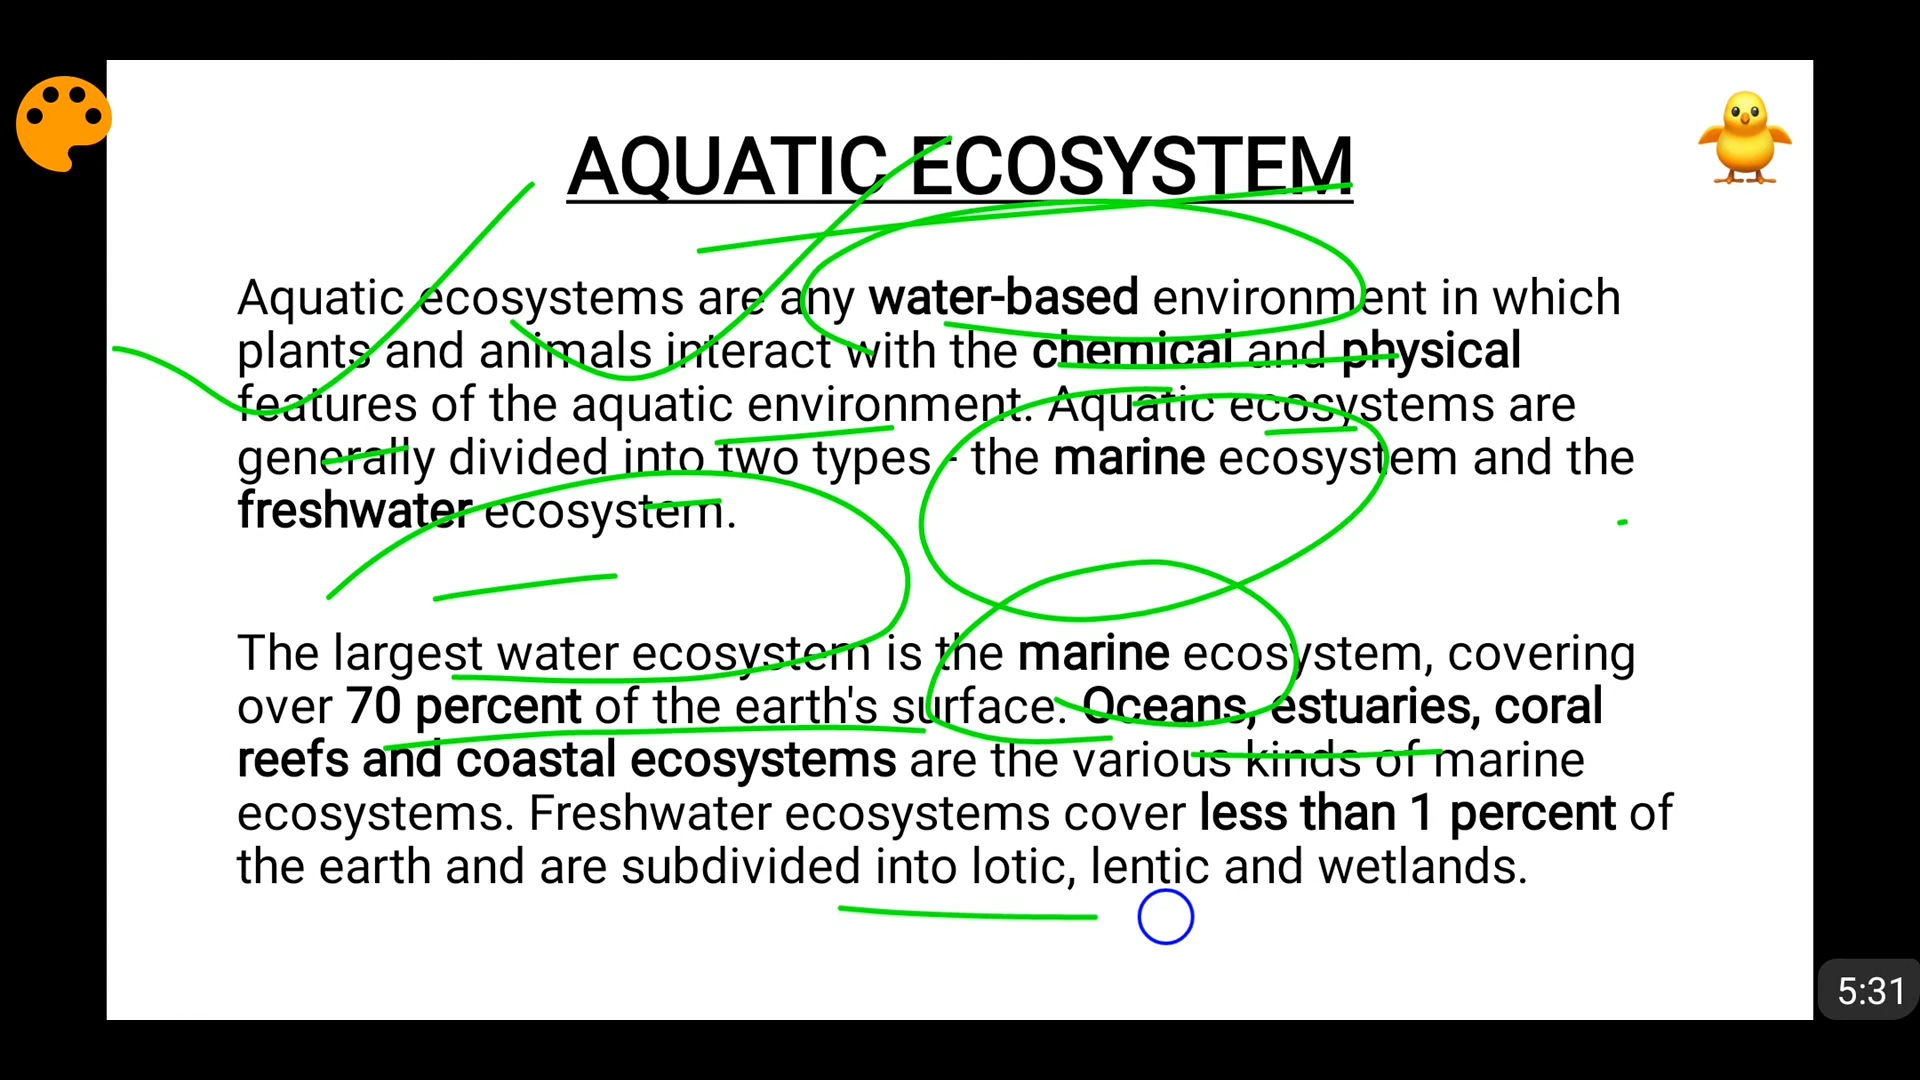 AQUATIC ECOSYSTEM
Aquatic ecosystems are any water-based environment in which
plants and animals interact with the chemical and physical
features of the aquatic environment. Aquatic ecosystems are
generally divided into two types - the marine ecosystem and the
freshwater ecosystem.
The largest water ecosystem is the marine ecosystem, covering
over 70 percent of the earth's surface. Oceans, estuaries, coral
reefs and coastal ecosystems are the various kinds of marine
ecosystems. Freshwater ecosystems cover less than 1 percent of
the earth and are subdivided into lotic, lentic and wetlands.
5:31